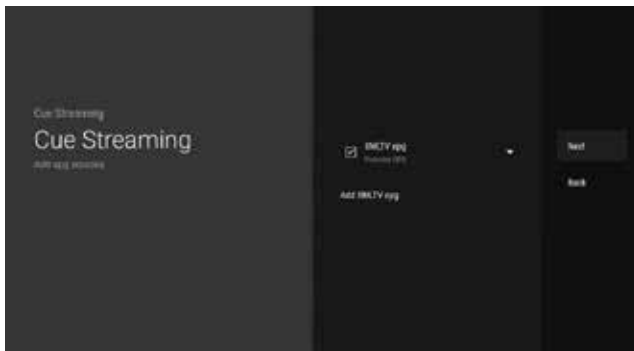 Cue Streaming
Cue Streaming
Add epg sources
XMLTV epg
Add XMLTV epg
Next
Back